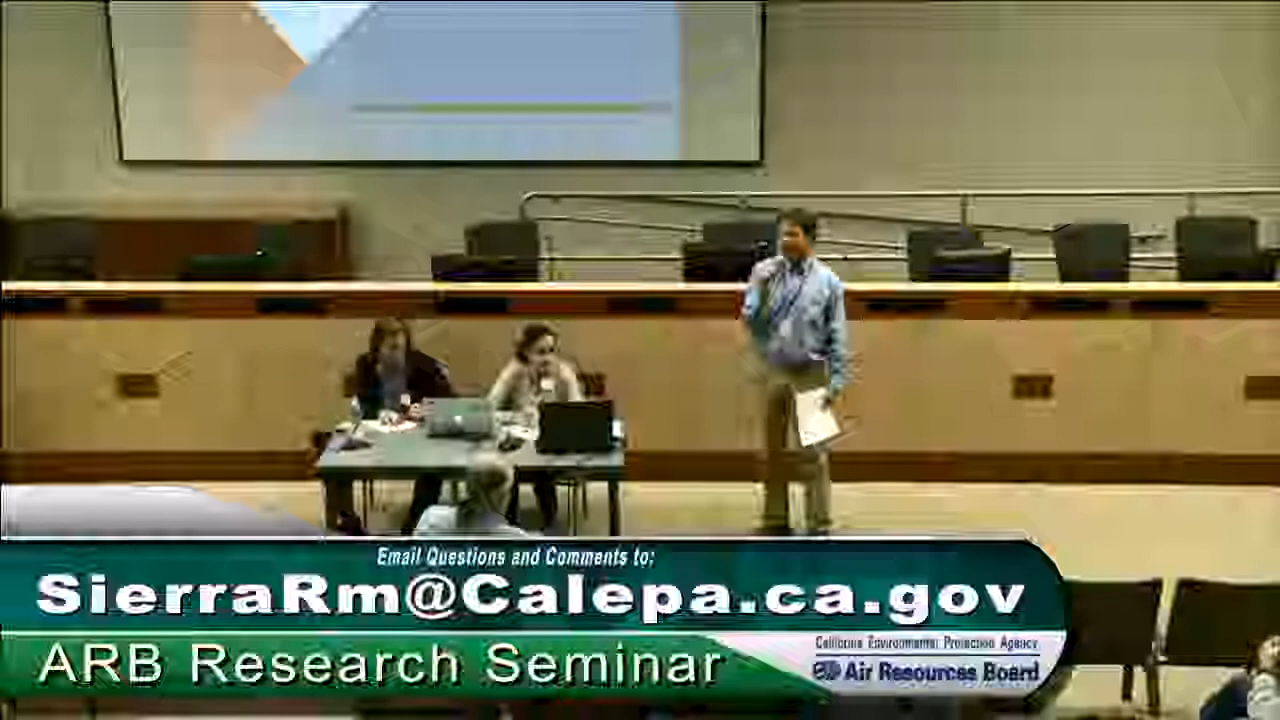 Email Questions and Comments to:
SierraRm@Calepa.ca.gov
ARB Research Seminar
California Environmental Protection Agency
Air Resources Board